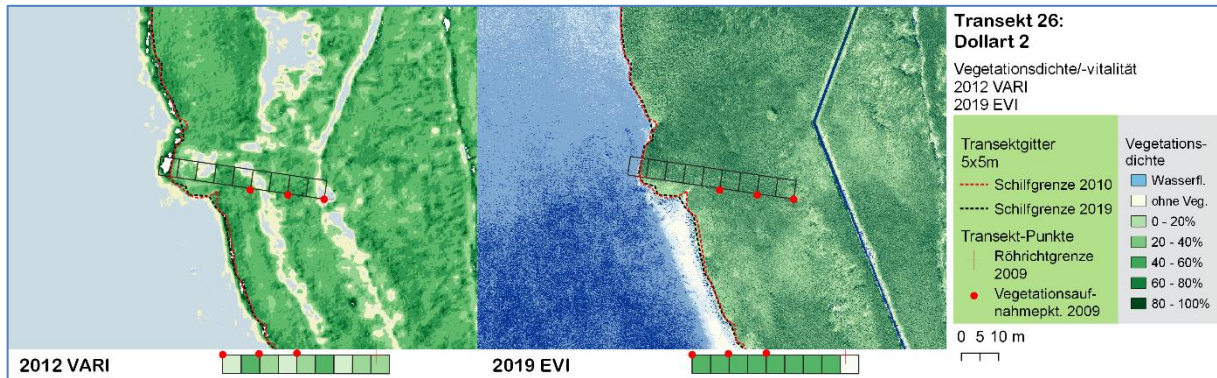 Transekt 26:
Dollart 2
Vegetationsdichte/-vitalität
2012 VARI
2019 EVI
Transektgitter
5x5m
Schilfgrenze 2010
Schilfgrenze 2019
Transekt-Punkte
Röhrichtgrenze
2009
Vegetationsauf-
nahmepkt. 2009
Vegetations-
dichte
Wasserfl.
ohne Veg.
0 - 20%
20 - 40%
40 - 60%
60 - 80%
80 - 100%
0 5 10 m
2012 VARI
2019 EVI